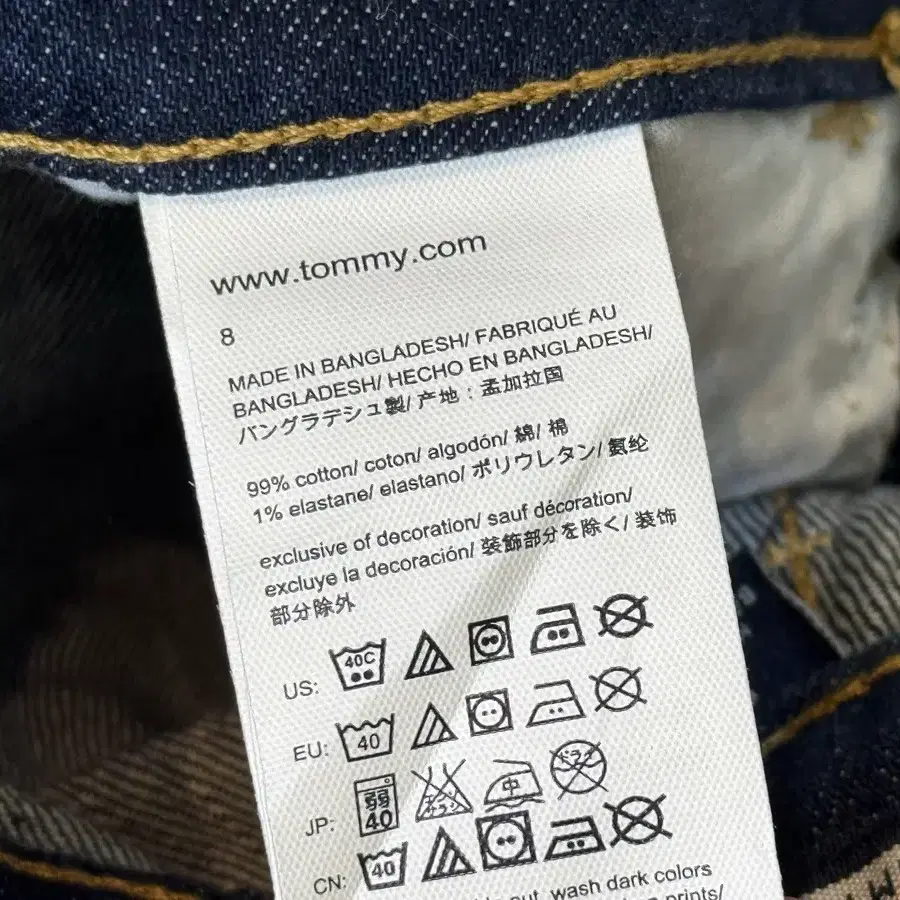 www.tommy.com
8
MADE IN BANGLADESH/ FABRIQUÉ AU
BANGLADESH/ HECHO EN BANGLADESH/
バングラデシュ製/ 产地：孟加拉国
99% cotton/ coton/ algodón/ 綿/ 棉
1% elastane/ elastano/ ポリウレタン/ 氨纶
exclusive of decoration/ sauf décoration/
excluye la decoración/ 装飾部分を除く/ 装饰
部分除外
US: 40C
EU: 40
JP: 弱 40 中
CN: 40
out, wash dark colors
prints/